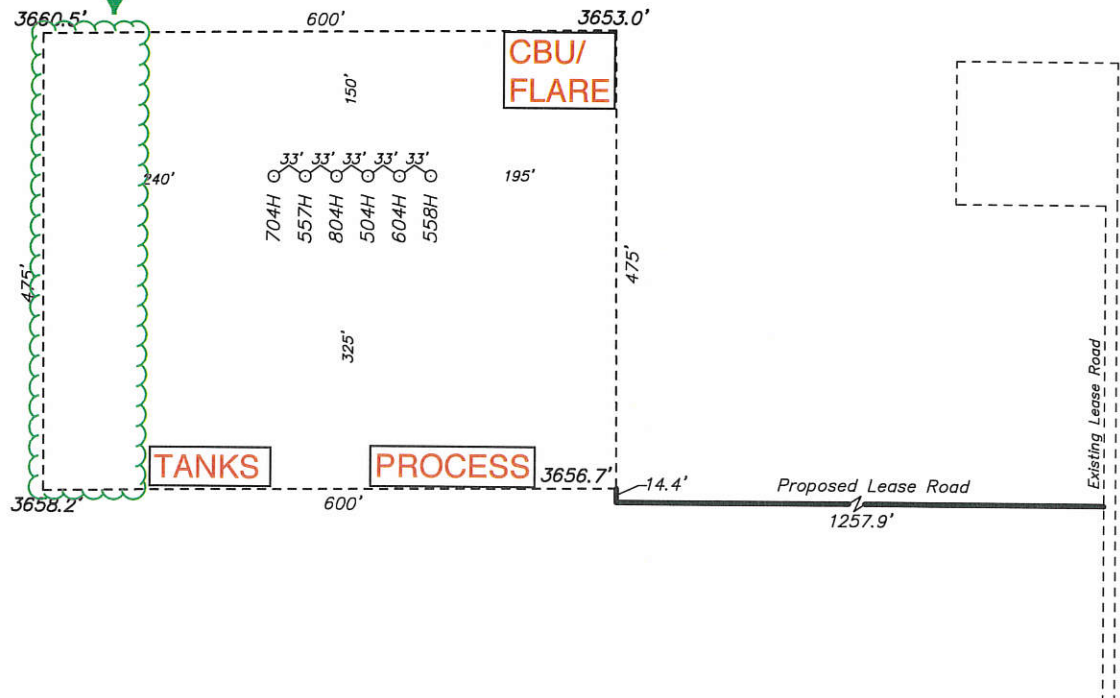 3660.5'
600'
3653.0'
CBU/
FLARE
150'
33' 33' 33' 33' 33'
240'
195'
704H
557H
804H
504H
604H
558H
475'
475'
325'
Existing Lease Road
TANKS
PROCESS
3656.7'
14.4'
Proposed Lease Road
3658.2'
600'
1257.9'